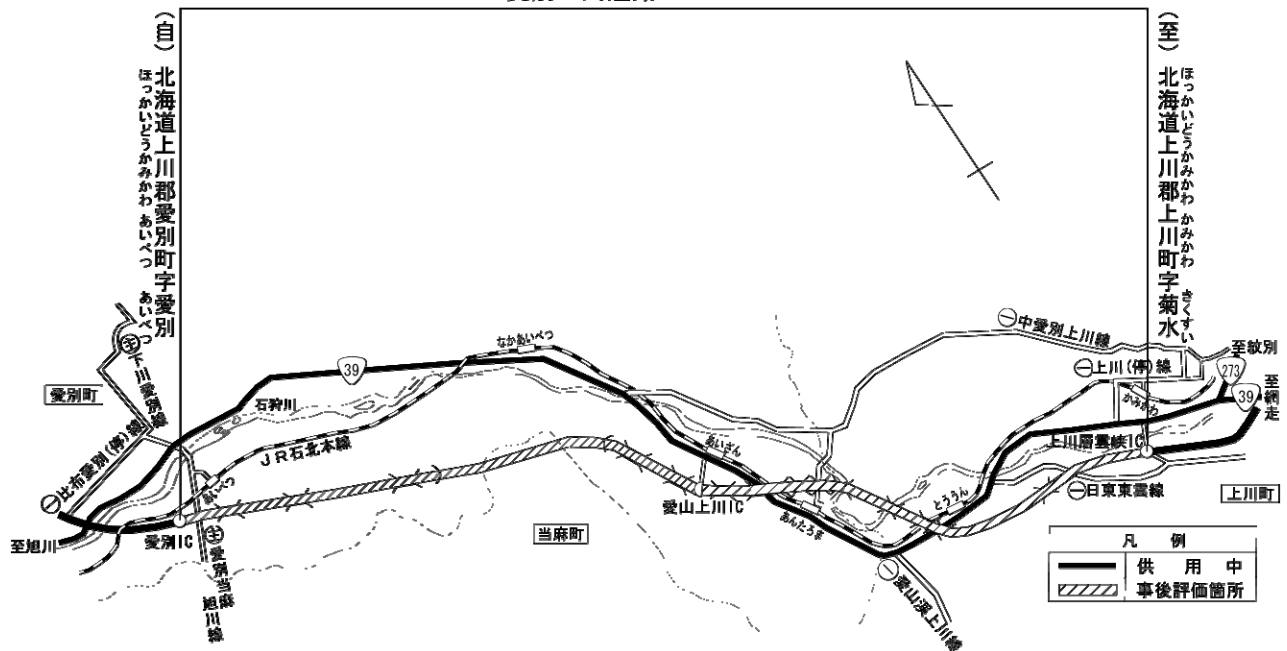 (自)
北海道上川郡愛別町字愛別
ほっかいどうかみかわ あいべつ あいべつ
(至)
北海道上川郡上川町字菊水
ほっかいどうかみかわ かみかわ きくすい
主 下川愛別線
愛別町
一 比布愛別(停)線
至旭川
愛別IC
あいべつ
主 愛別当麻旭川線
39
石狩川
JR石北本線
なかあいべつ
当麻町
あいざん
愛山上川IC
あんたろま
一 愛山渓上川線
とううん
一 中愛別上川線
一 上川(停)線
かみかわ
上川層雲峡IC
一 日東東雲線
至紋別
273
39
至網走
上川町
凡 例
供 用 中
事後評価箇所